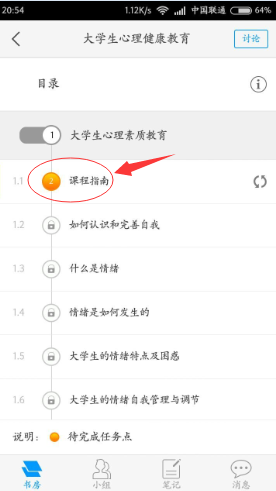 20:54 1.12K/s 中国联通 64%
大学生心理健康教育 讨论
目录
1 大学生心理素质教育
1.1 2 课程指南
1.2 如何认识和完善自我
1.3 什么是情绪
1.4 情绪是如何发生的
1.5 大学生的情绪特点及困惑
1.6 大学生的情绪自我管理与调节
说明： 待完成任务点
书房 小组 笔记 消息